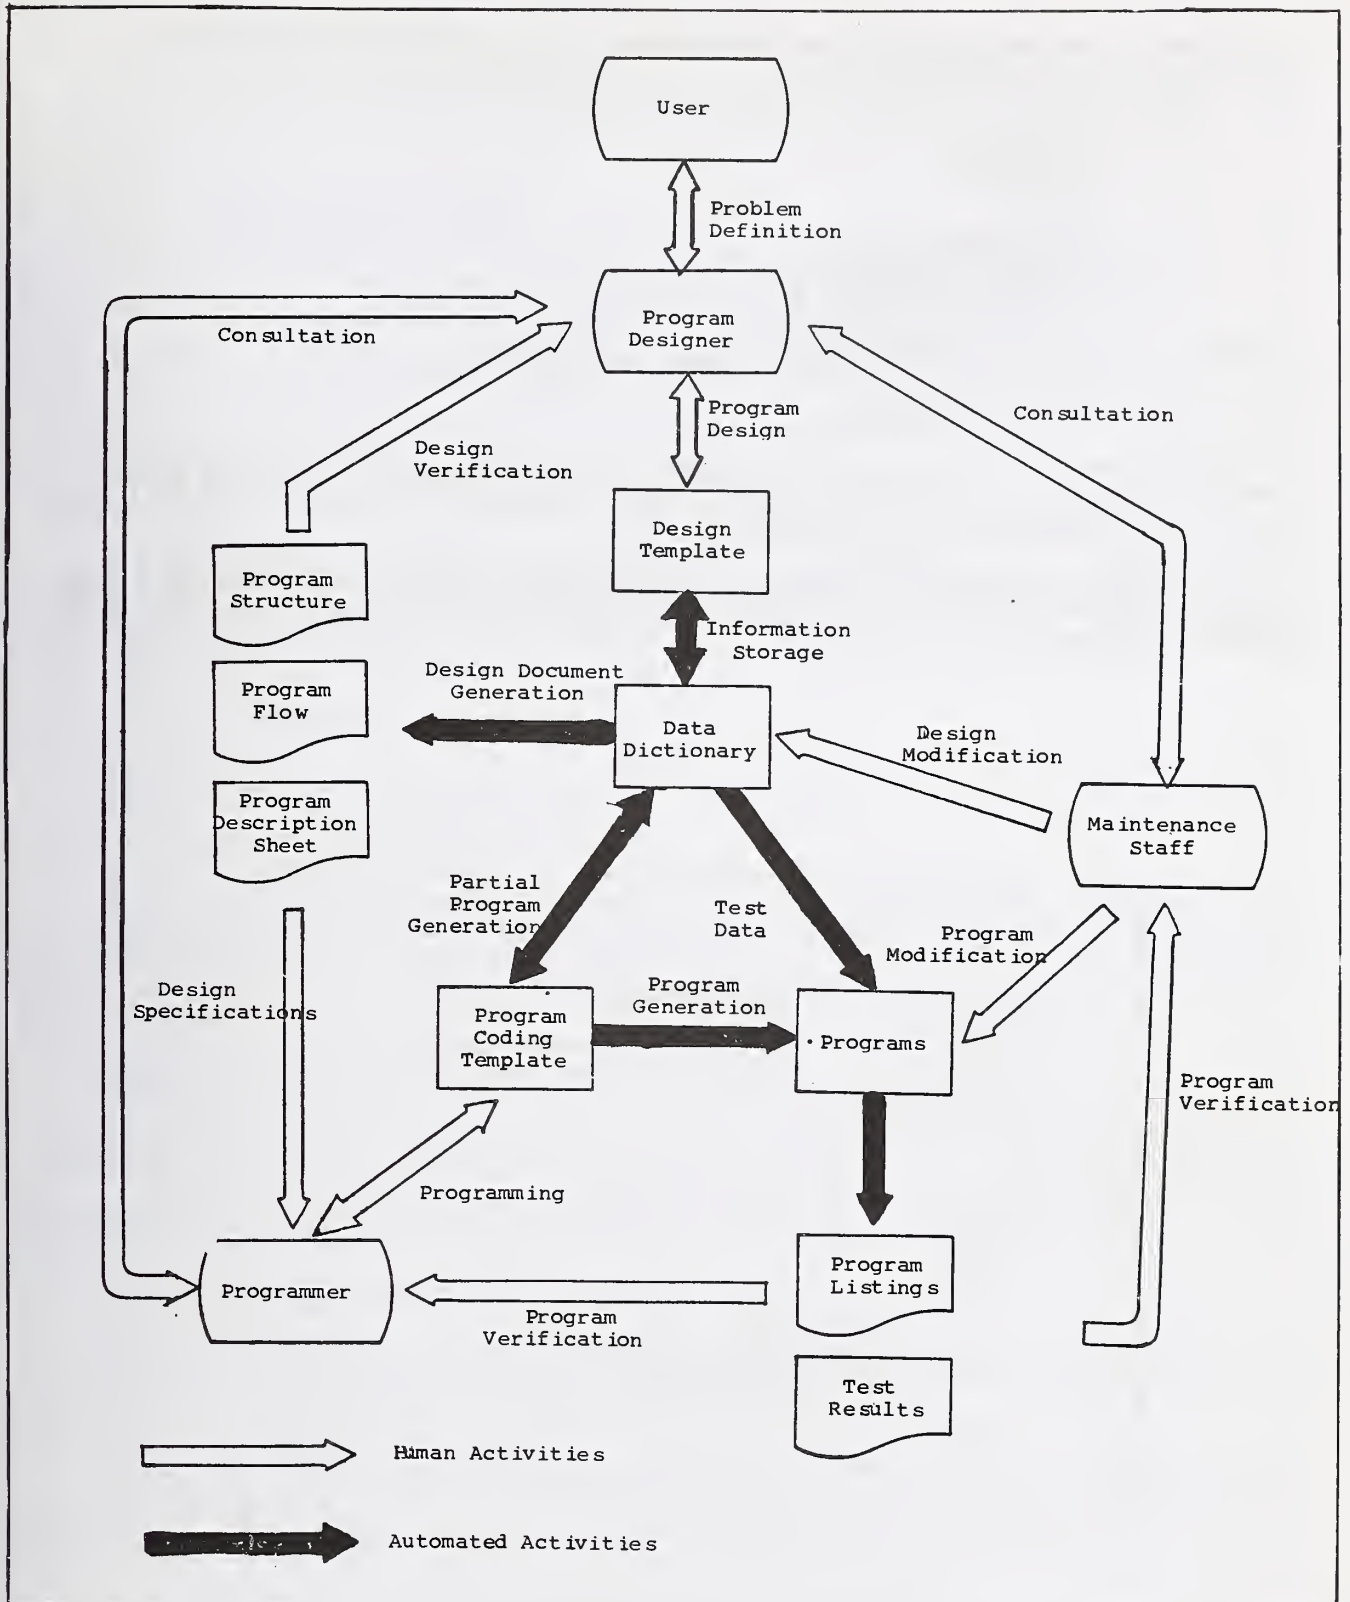 User
Problem
Definition
Program
Designer
Consultation
Program
Design
Consultation
Design
Verification
Design
Template
Program
Structure
Information
Storage
Design Document
Generation
Program
Flow
Data
Dictionary
Design
Modification
Program
Description
Sheet
Maintenance
Staff
Partial
Program
Generation
Test
Data
Program
Modification
Design
Specifications
Program
Generation
Program
Coding
Template
Programs
Program
Verification
Programming
Programmer
Program
Listings
Program
Verification
Test
Results
Human Activities
Automated Activities